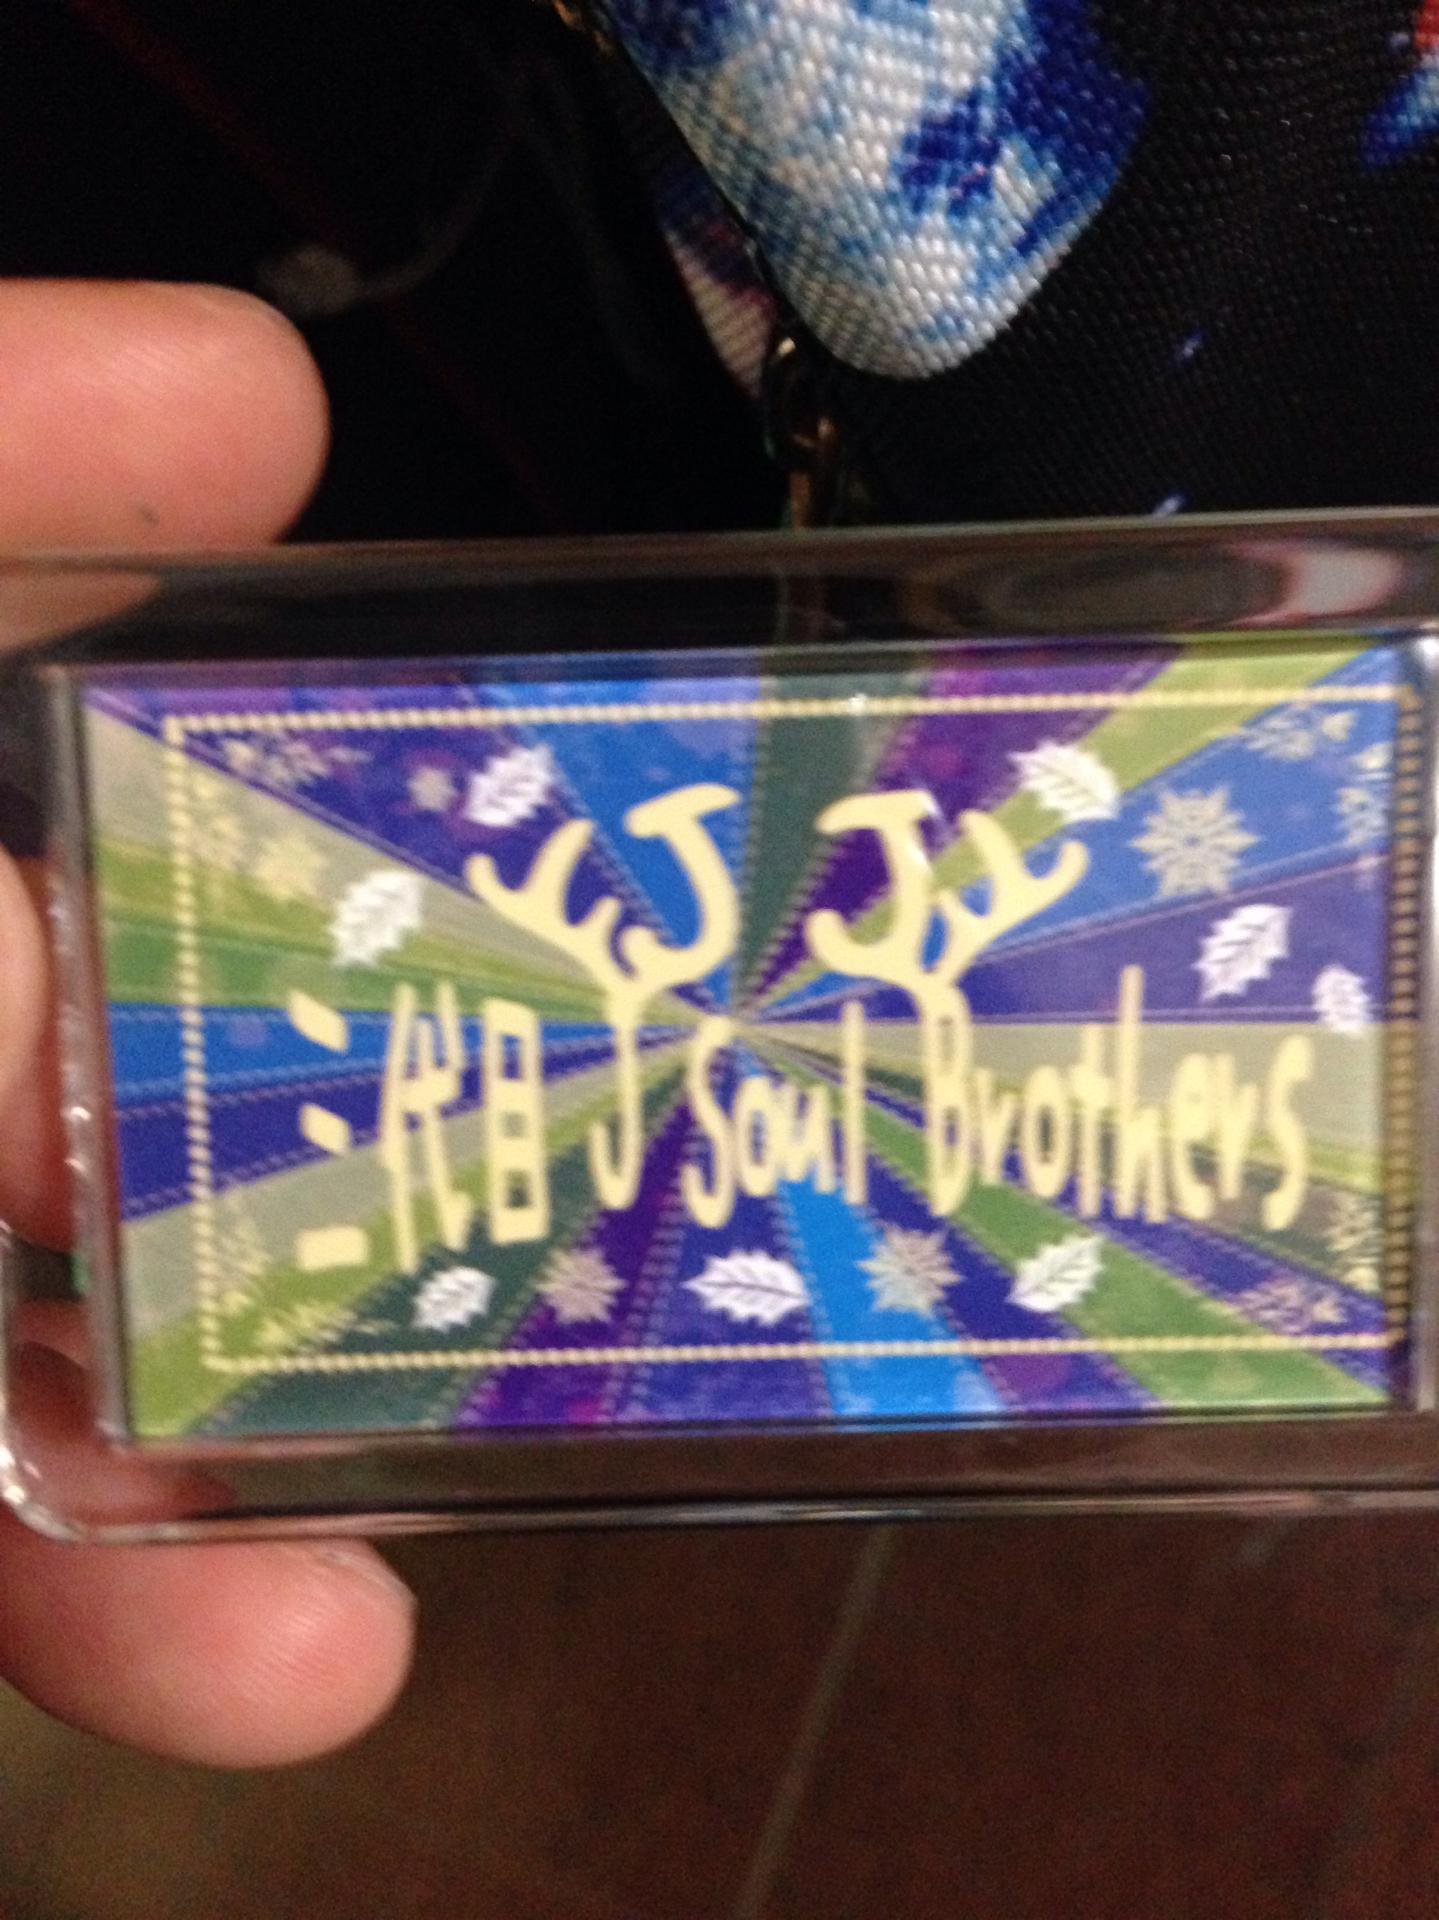 三代目 J Soul Brothers